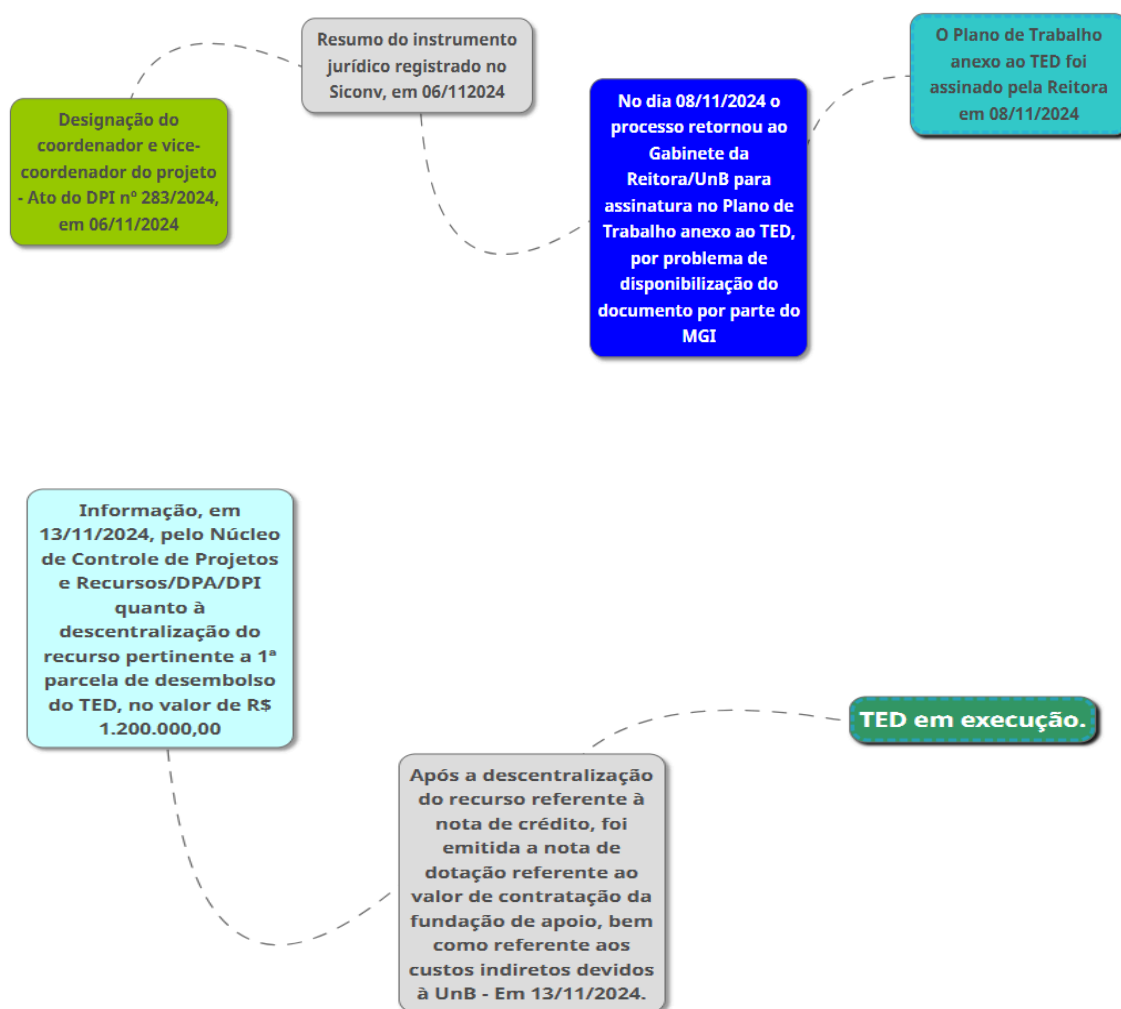 Designação do
coordenador e vice-
coordenador do projeto
- Ato do DPI nº 283/2024,
em 06/11/2024
Resumo do instrumento
jurídico registrado no
Siconv, em 06/112024
No dia 08/11/2024 o
processo retornou ao
Gabinete da
Reitora/UnB para
assinatura no Plano de
Trabalho anexo ao TED,
por problema de
disponibilização do
documento por parte do
MGI
O Plano de Trabalho
anexo ao TED foi
assinado pela Reitora
em 08/11/2024
Informação, em
13/11/2024, pelo Núcleo
de Controle de Projetos
e Recursos/DPA/DPI
quanto à
descentralização do
recurso pertinente a 1ª
parcela de desembolso
do TED, no valor de R$
1.200.000,00
Após a descentralização
do recurso referente à
nota de crédito, foi
emitida a nota de
dotação referente ao
valor de contratação da
fundação de apoio, bem
como referente aos
custos indiretos devidos
à UnB - Em 13/11/2024.
TED em execução.